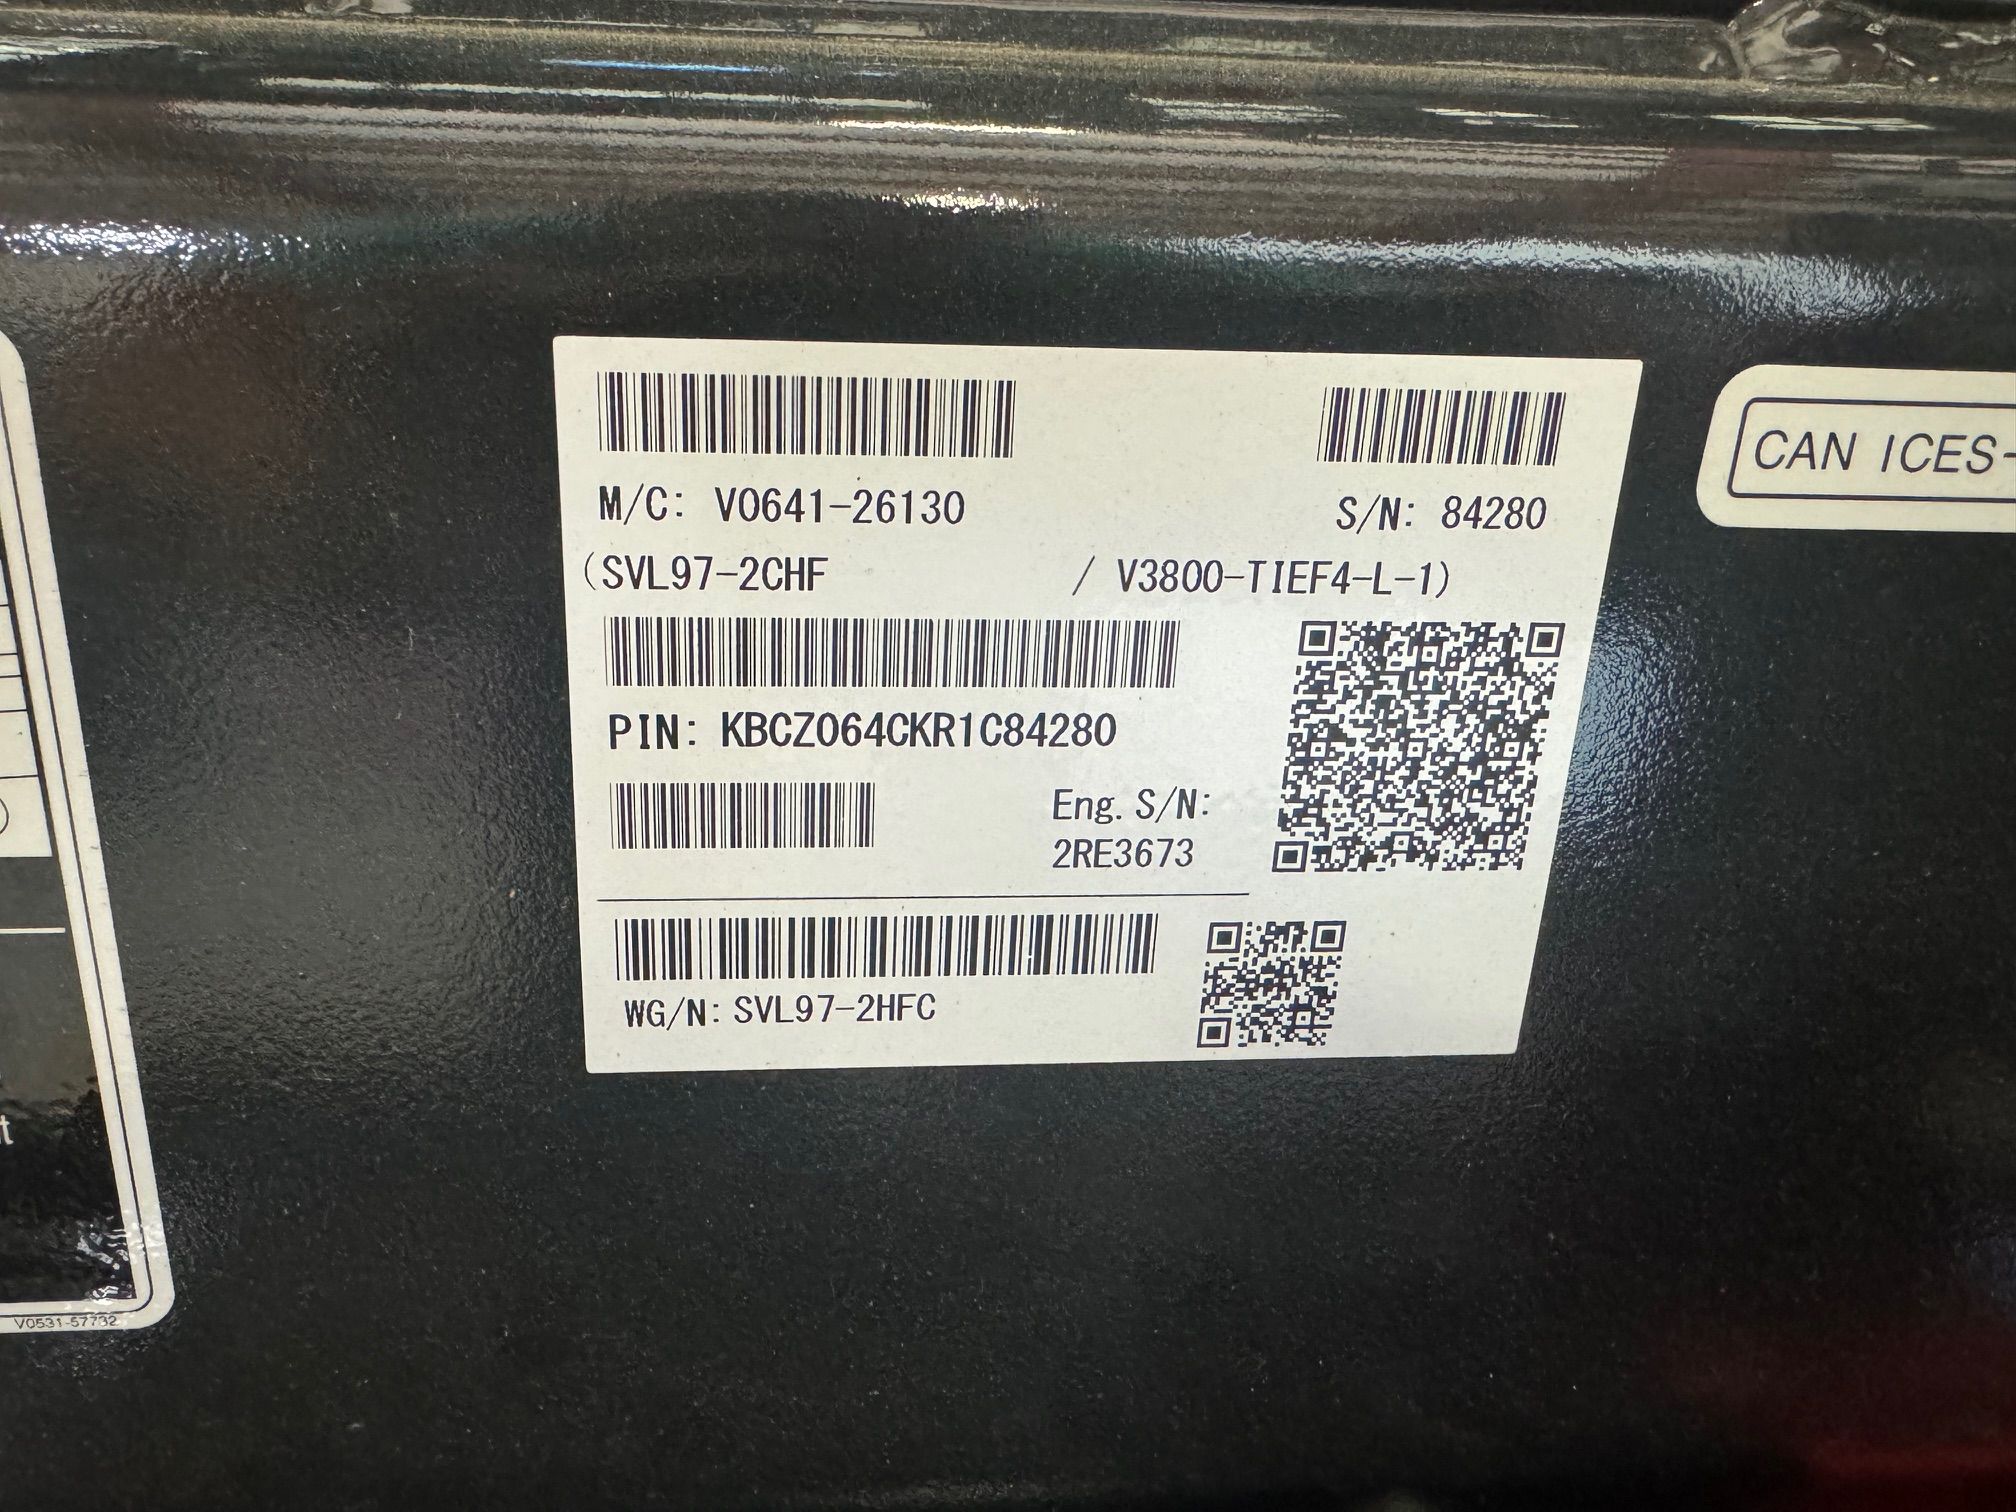 M/C: V0641-26130
S/N: 84280
(SVL97-2CHF / V3800-TIEF4-L-1)
PIN: KBCZ064CKR1C84280
Eng. S/N:
2RE3673
WG/N: SVL97-2HFC
CAN ICES-
V0531-57732